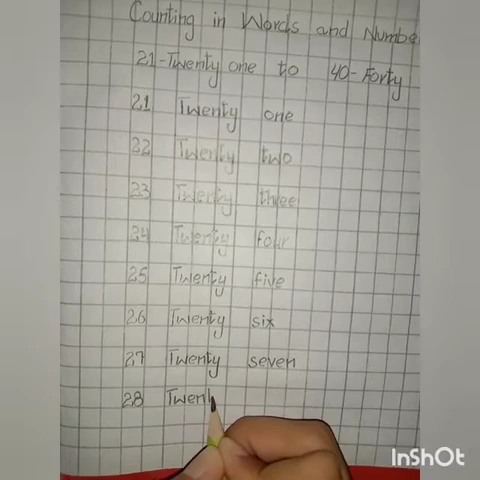 Counting in Words and Numbe
21-Twenty one to 40-Forty
21 Twenty one
22 Twenty two
23 Twenty three
24 Twenty four
25 Twenty five
26 Twenty six
27 Twenty seven
28 Twent
InShOt